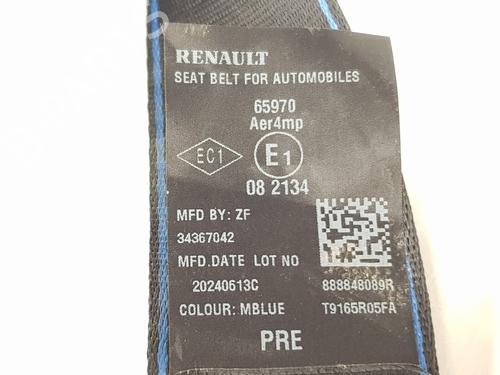 RENAULT
SEAT BELT FOR AUTOMOBILES
65970
Aer4mp
EC1 E1
08 2134
MFD BY: ZF
34367042
MFD.DATE LOT NO
20240613C 888848089R
COLOUR: MBLUE T9165R05FA
PRE